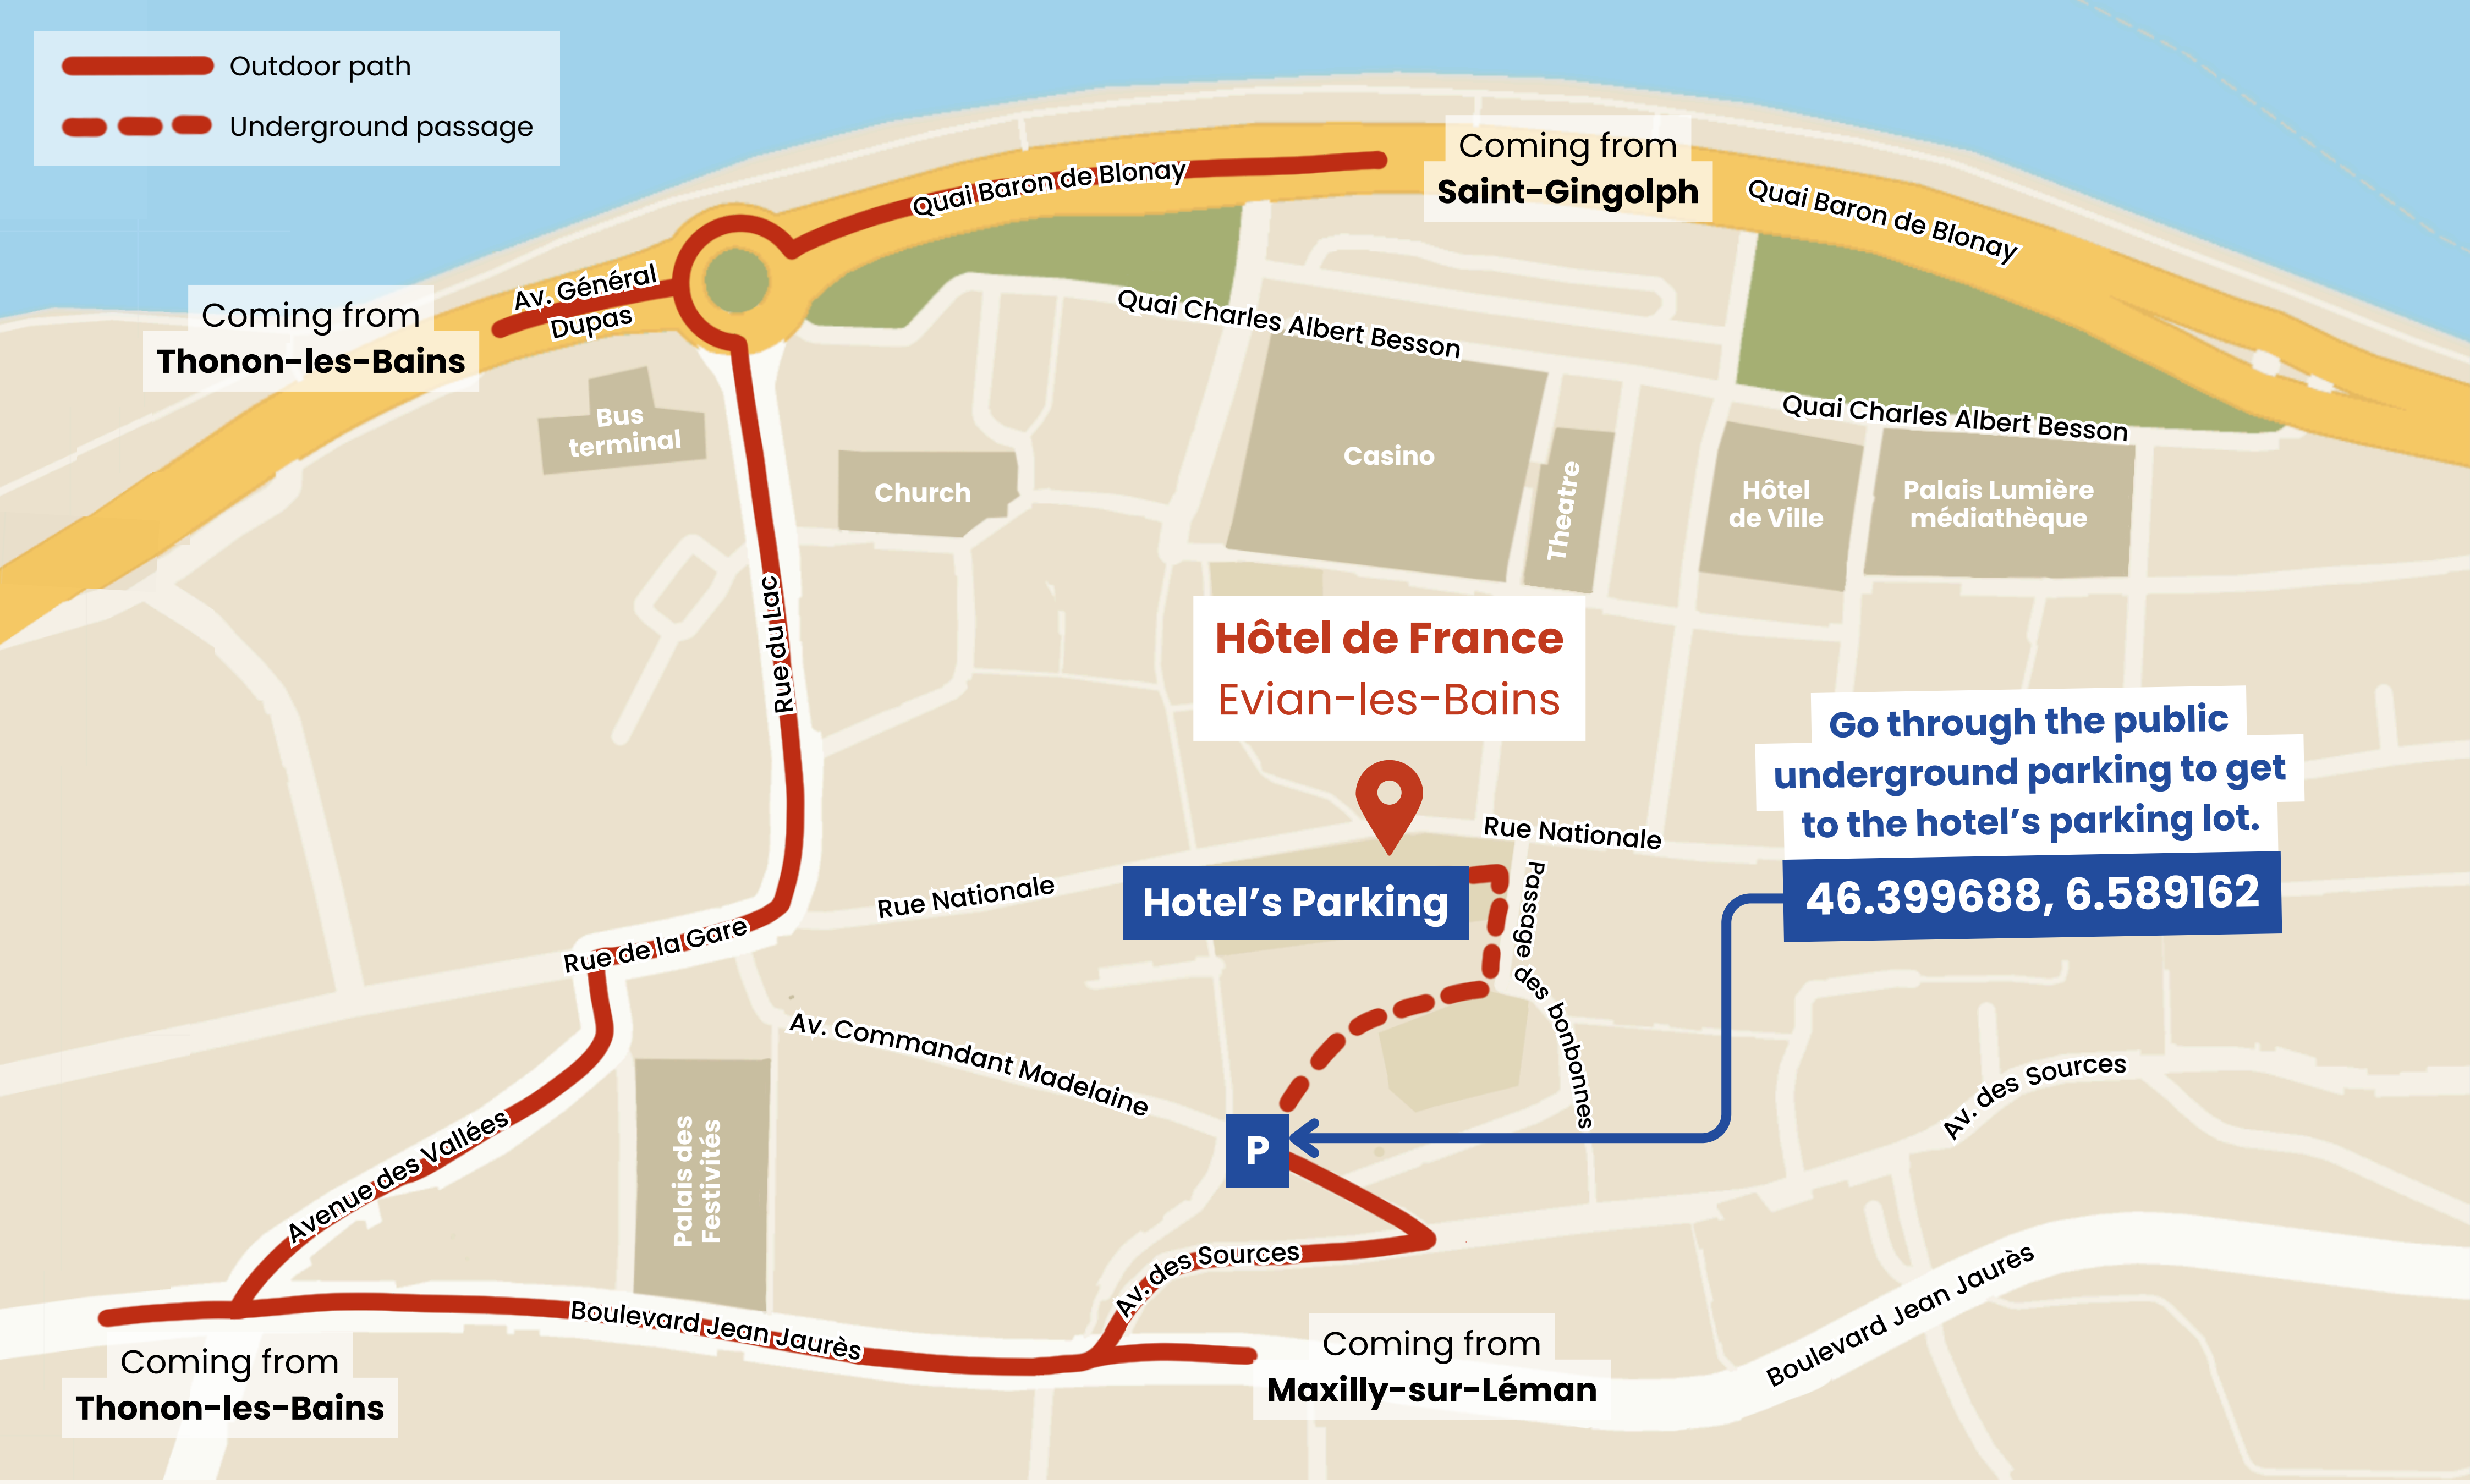 Outdoor path
Underground passage
Coming from
Saint-Gingolph
Quai Baron de Blonay
Quai Baron de Blonay
Av. Général
Dupas
Coming from
Thonon-les-Bains
Quai Charles Albert Besson
Quai Charles Albert Besson
Bus
terminal
Church
Casino
Theatre
Hôtel
de Ville
Palais Lumière
médiathèque
Rue du Lac
Hôtel de France
Evian-les-Bains
Go through the public
underground parking to get
to the hotel's parking lot.
46.399688, 6.589162
Rue Nationale
Rue Nationale
Hotel's Parking
Passage des bonbonnes
Rue de la Gare
Av. Commandant Madelaine
Av. des Sources
Avenue des Vallées
Palais des
Festivités
P
Av. des Sources
Boulevard Jean Jaurès
Boulevard Jean Jaurès
Coming from
Thonon-les-Bains
Coming from
Maxilly-sur-Léman